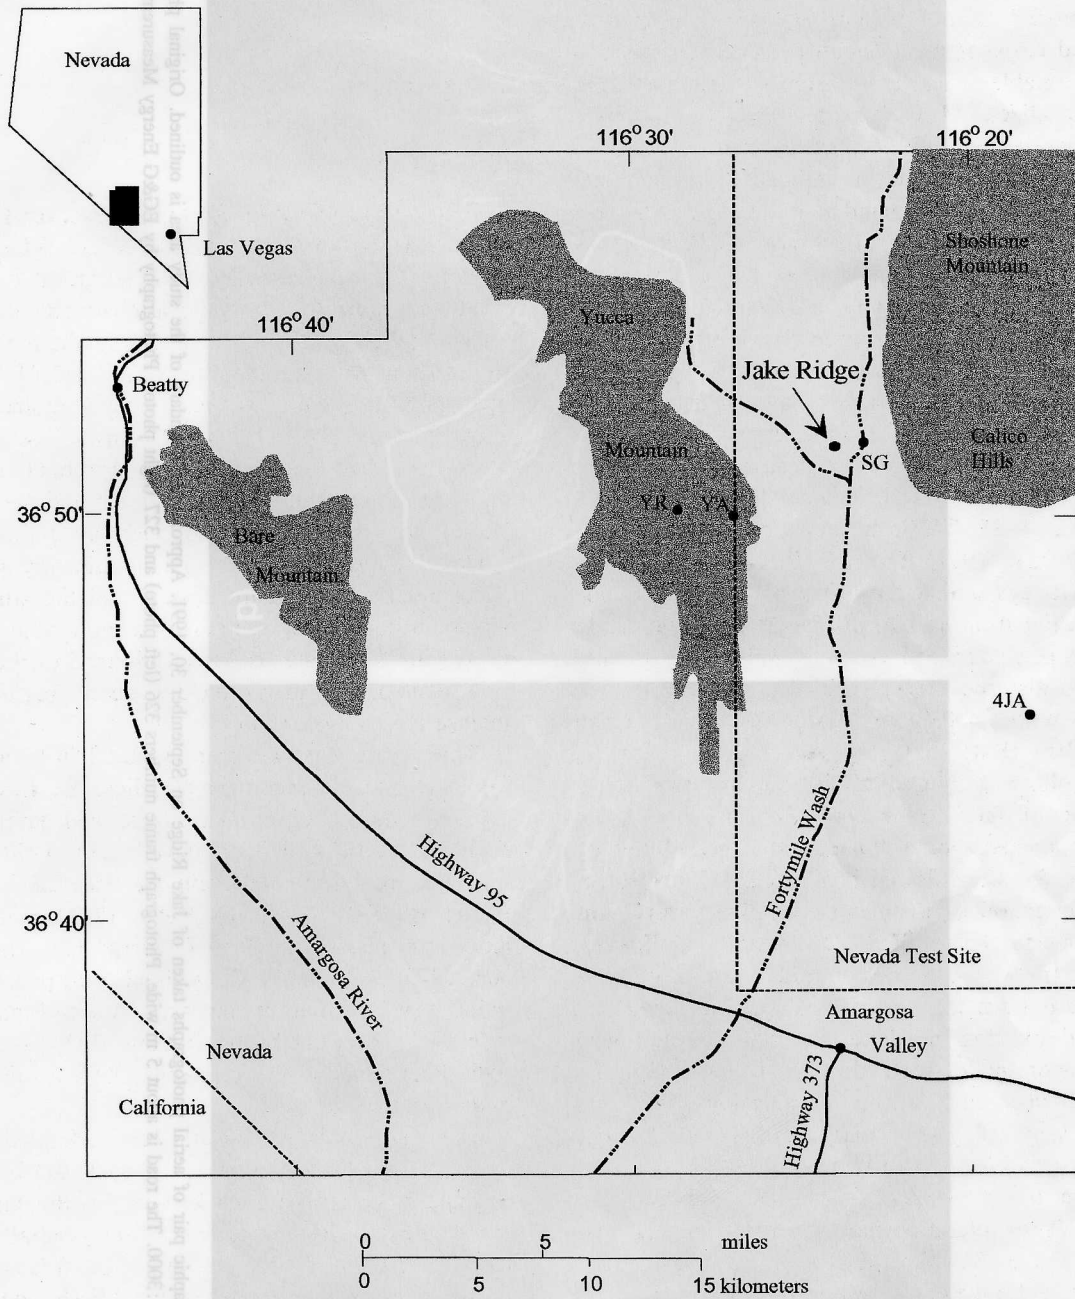 Nevada
Las Vegas
116° 30'
116° 20'
116° 40'
Shoshone
Mountain
Yucca
Jake Ridge
Beatty
Mountain
Calico
Hills
SG
YR
YA
36° 50'
Bare
Mountain
4JA
Highway 95
Fortymile Wash
36° 40'
Amargosa River
Nevada Test Site
Amargosa
Valley
Nevada
California
Highway 373
0
5
miles
0
5
10
15 kilometers